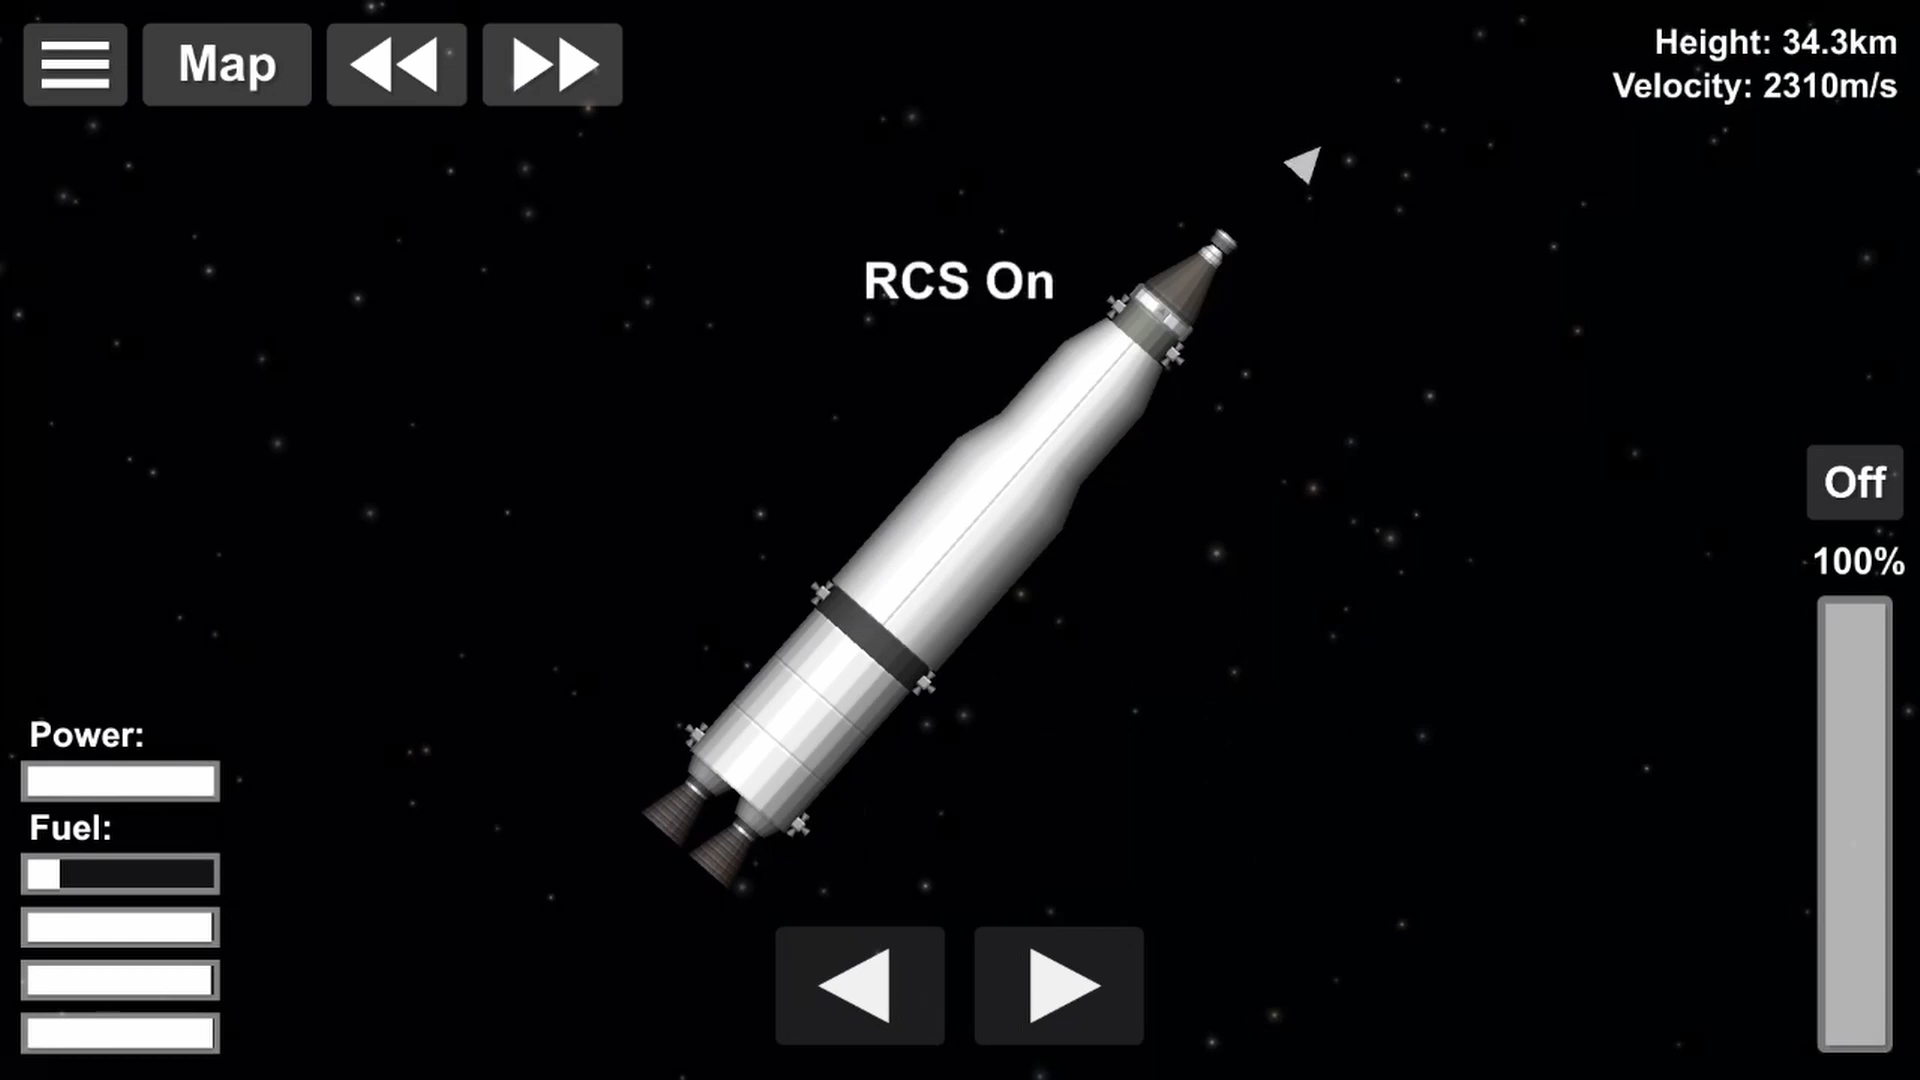 Map
Height: 34.3km
Velocity: 2310m/s
RCS On
Off
100%
Power:
Fuel: